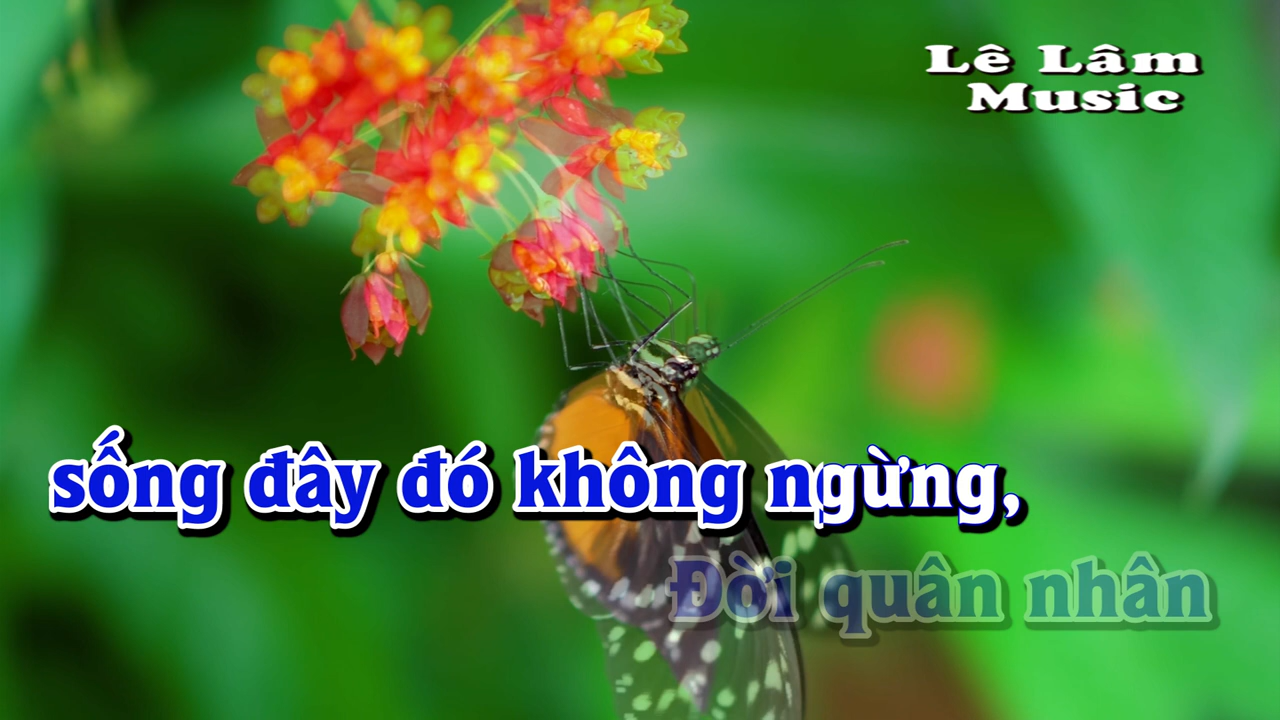 Lê Lâm
Music
sống đây đó không ngừng,
Đời quân nhân